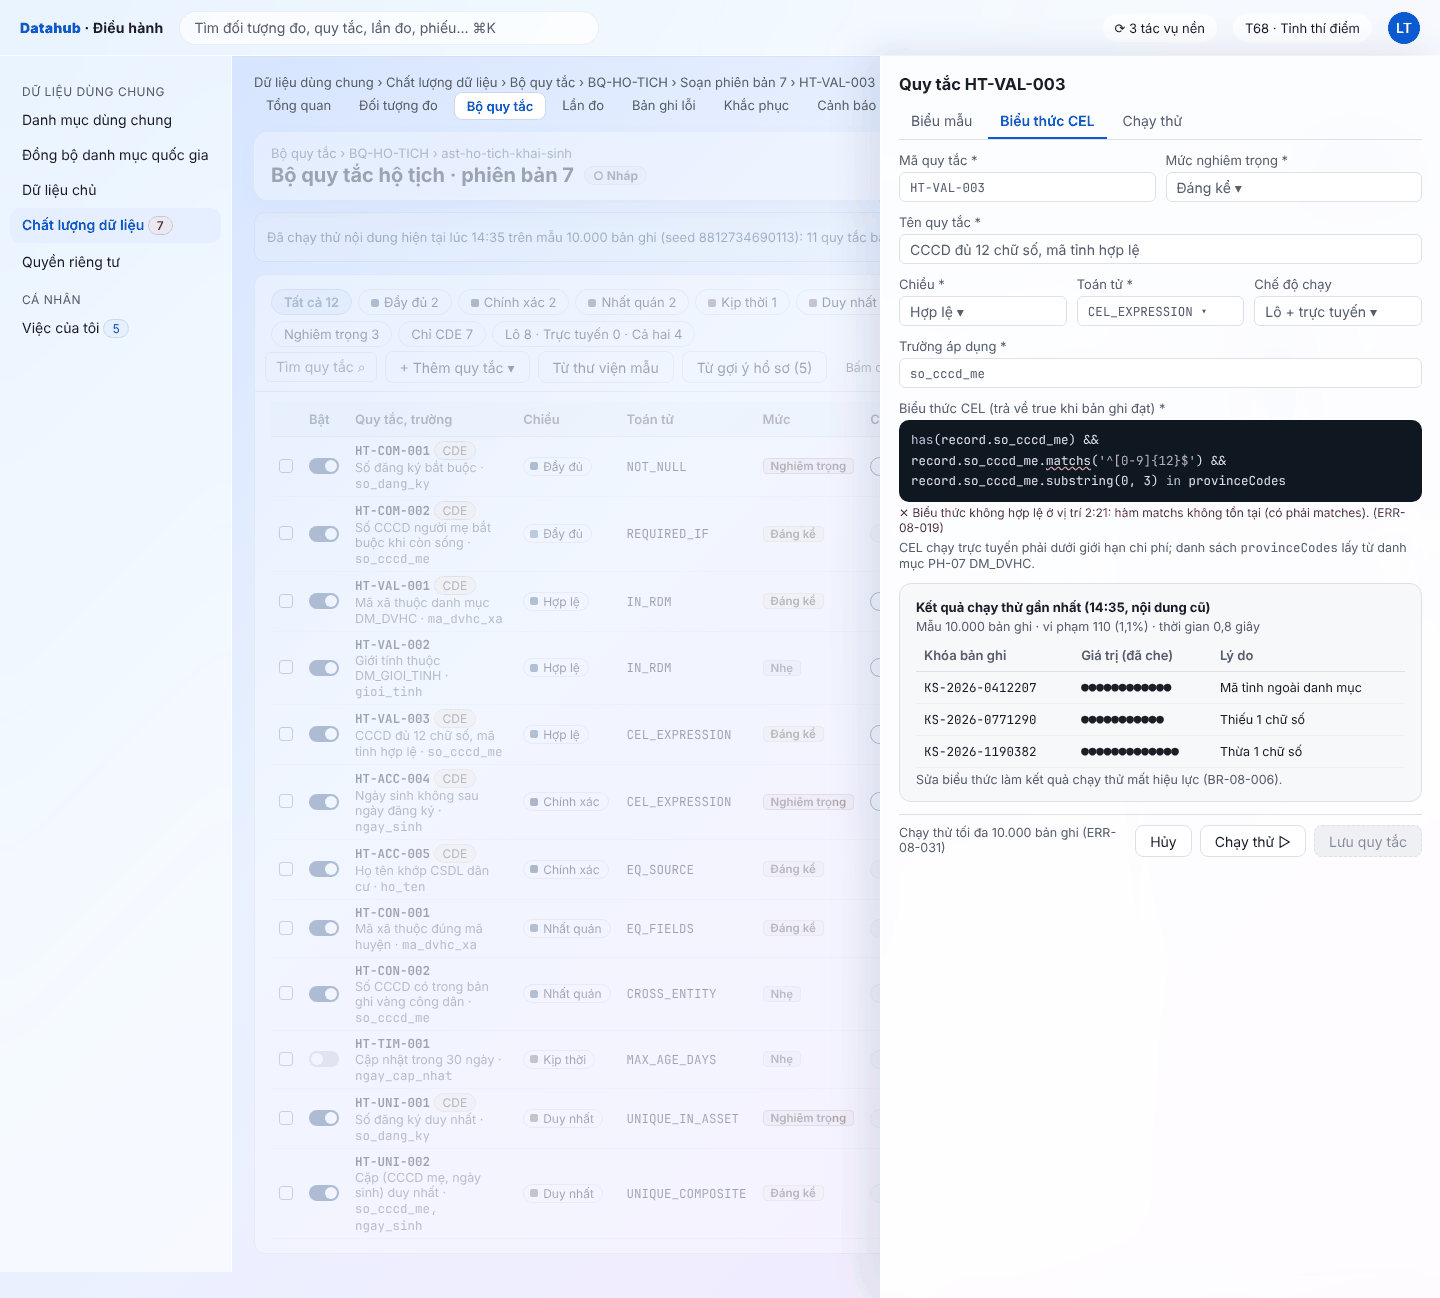 Datahub · Điều hành
Tìm đối tượng đo, quy tắc, lần đo, phiếu... ⌘K
⟳ 3 tác vụ nền
T68 · Tỉnh thí điểm
LT
DỮ LIỆU DÙNG CHUNG
Danh mục dùng chung
Đồng bộ danh mục quốc gia
Dữ liệu chủ
Chất lượng dữ liệu 7
Quyền riêng tư
CÁ NHÂN
Việc của tôi 5
Dữ liệu dùng chung › Chất lượng dữ liệu › Bộ quy tắc › BQ-HO-TICH › Soạn phiên bản 7 › HT-VAL-003
Tổng quan
Đối tượng đo
Bộ quy tắc
Lần đo
Bản ghi lỗi
Khắc phục
Cảnh báo
Bộ quy tắc › BQ-HO-TICH › ast-ho-tich-khai-sinh
Bộ quy tắc hộ tịch · phiên bản 7
Nháp
Đã chạy thử nội dung hiện tại lúc 14:35 trên mẫu 10.000 bản ghi (seed 8812734690113): 11 quy tắc
Tất cả 12
Đầy đủ 2
Chính xác 2
Nhất quán 2
Kịp thời 1
Duy nhất
Nghiêm trọng 3
Chỉ CDE 7
Lô 8 · Trực tuyến 0 · Cả hai 4
Tìm quy tắc ⌕
+ Thêm quy tắc ▾
Từ thư viện mẫu
Từ gợi ý hồ sơ (5)
Bật
Quy tắc, trường
Chiều
Toán tử
Mức
HT-COM-001 CDE
Số đăng ký bắt buộc ·
so_dang_ky
Đầy đủ
NOT_NULL
Nghiêm trọng
HT-COM-002 CDE
Số CCCD người mẹ bắt
buộc khi còn sống ·
so_cccd_me
Đầy đủ
REQUIRED_IF
Đáng kể
HT-VAL-001 CDE
Mã xã thuộc danh mục
DM_DVHC · ma_dvhc_xa
Hợp lệ
IN_RDM
Đáng kể
HT-VAL-002
Giới tính thuộc
DM_GIOI_TINH ·
gioi_tinh
Hợp lệ
IN_RDM
Nhẹ
HT-VAL-003 CDE
CCCD đủ 12 chữ số, mã
tỉnh hợp lệ · so_cccd_me
Hợp lệ
CEL_EXPRESSION
Đáng kể
HT-ACC-004 CDE
Ngày sinh không sau
ngày đăng ký ·
ngay_sinh
Chính xác
CEL_EXPRESSION
Nghiêm trọng
HT-ACC-005 CDE
Họ tên khớp CSDL dân
cư · ho_ten
Chính xác
EQ_SOURCE
Đáng kể
HT-CON-001
Mã xã thuộc đúng mã
huyện · ma_dvhc_xa
Nhất quán
EQ_FIELDS
Đáng kể
HT-CON-002
Số CCCD có trong bản
ghi vàng công dân ·
so_cccd_me
Nhất quán
CROSS_ENTITY
Nhẹ
HT-TIM-001
Cập nhật trong 30 ngày ·
ngay_cap_nhat
Kịp thời
MAX_AGE_DAYS
Nhẹ
HT-UNI-001 CDE
Số đăng ký duy nhất ·
so_dang_ky
Duy nhất
UNIQUE_IN_ASSET
Nghiêm trọng
HT-UNI-002
Cặp (CCCD mẹ, ngày
sinh) duy nhất ·
so_cccd_me,
ngay_sinh
Duy nhất
UNIQUE_COMPOSITE
Đáng kể
Quy tắc HT-VAL-003
Biểu mẫu
Biểu thức CEL
Chạy thử
Mã quy tắc *
Mức nghiêm trọng *
HT-VAL-003
Đáng kể ▾
Tên quy tắc *
CCCD đủ 12 chữ số, mã tỉnh hợp lệ
Chiều *
Toán tử *
Chế độ chạy
Hợp lệ ▾
CEL_EXPRESSION ▾
Lô + trực tuyến ▾
Trường áp dụng *
so_cccd_me
Biểu thức CEL (trả về true khi bản ghi đạt) *
has(record.so_cccd_me) &&
record.so_cccd_me.matchs('^[0-9]{12}$') &&
record.so_cccd_me.substring(0, 3) in provinceCodes
✕ Biểu thức không hợp lệ ở vị trí 2:21: hàm matchs không tồn tại (có phải matches). (ERR-
08-019)
CEL chạy trực tuyến phải dưới giới hạn chi phí; danh sách provinceCodes lấy từ danh
mục PH-07 DM_DVHC.
Kết quả chạy thử gần nhất (14:35, nội dung cũ)
Mẫu 10.000 bản ghi · vi phạm 110 (1,1%) · thời gian 0,8 giây
Khóa bản ghi
Giá trị (đã che)
Lý do
KS-2026-0412207
●●●●●●●●●●●●
Mã tỉnh ngoài danh mục
KS-2026-0771290
●●●●●●●●●●●
Thiếu 1 chữ số
KS-2026-1190382
●●●●●●●●●●●●●
Thừa 1 chữ số
Sửa biểu thức làm kết quả chạy thử mất hiệu lực (BR-08-006).
Chạy thử tối đa 10.000 bản ghi (ERR-
08-031)
Hủy
Chạy thử ▷
Lưu quy tắc